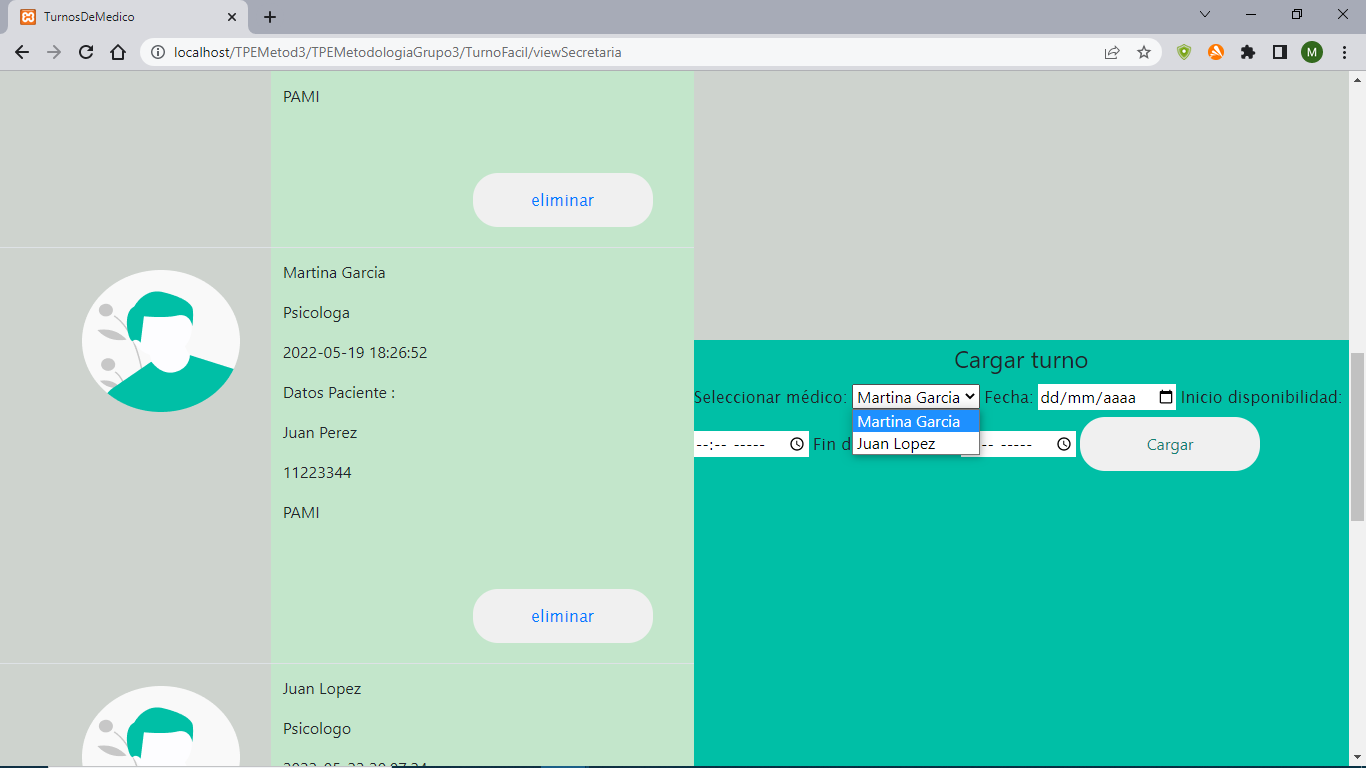 TurnosDeMedico
localhost/TPEMetod3/TPEMetodologiaGrupo3/TurnoFacil/viewSecretaria
M
PAMI
eliminar
Martina Garcia
Psicologa
2022-05-19 18:26:52
Datos Paciente :
Juan Perez
11223344
PAMI
eliminar
Juan Lopez
Psicologo
Cargar turno
Seleccionar médico: Martina Garcia Fecha: dd/mm/aaaa Inicio disponibilidad:
Martina Garcia
Juan Lopez
--:-- ----- Fin d -- ----- Cargar